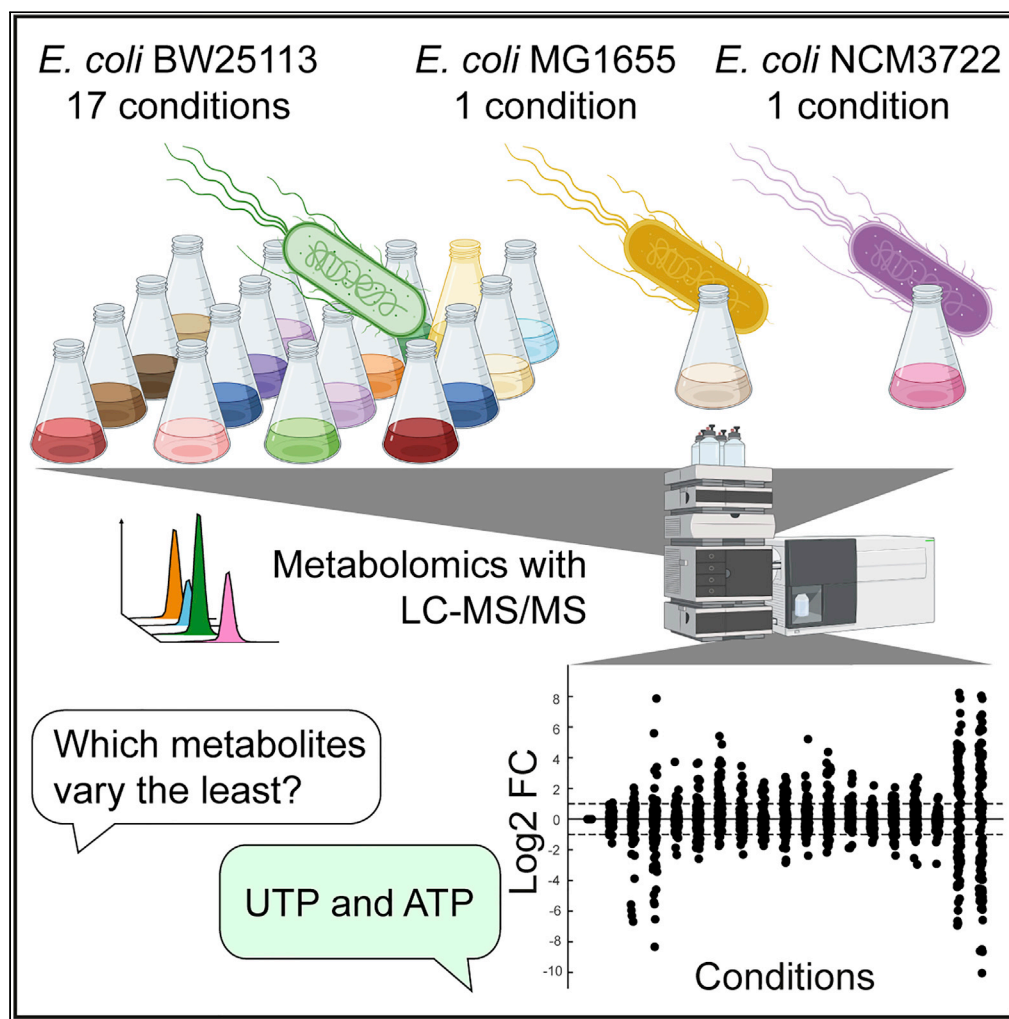 E. coli BW25113
17 conditions
E. coli MG1655
1 condition
E. coli NCM3722
1 condition
Metabolomics with
LC-MS/MS
Which metabolites
vary the least?
UTP and ATP
Log2 FC
8
6
4
2
0
-2
-4
-6
-8
-10
Conditions